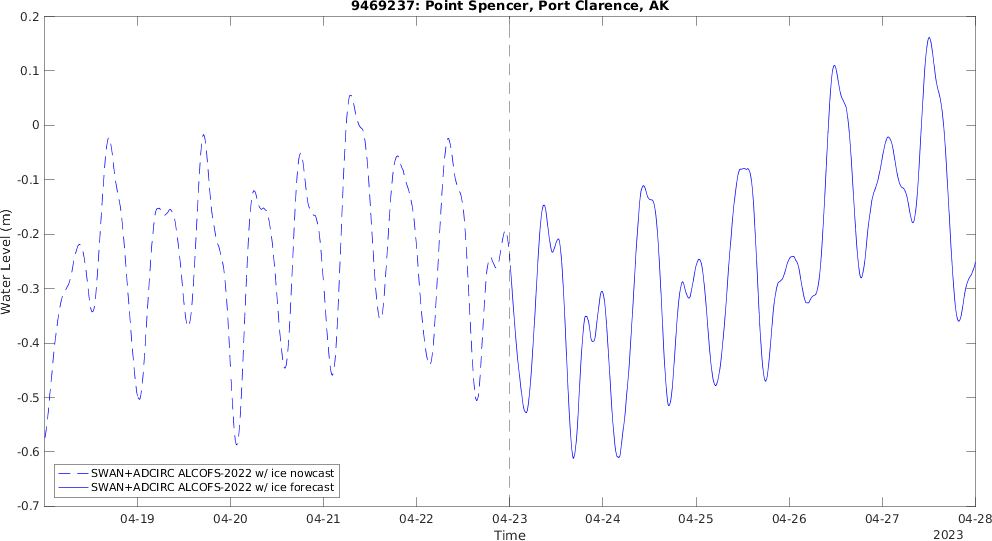 9469237: Point Spencer, Port Clarence, AK
0.2
0.1
0
-0.1
-0.2
-0.3
-0.4
-0.5
-0.6
-0.7
Water Level (m)
SWAN+ADCIRC ALCOFS-2022 w/ ice nowcast
SWAN+ADCIRC ALCOFS-2022 w/ ice forecast
04-19 04-20 04-21 04-22 04-23 04-24 04-25 04-26 04-27 04-28
Time
2023